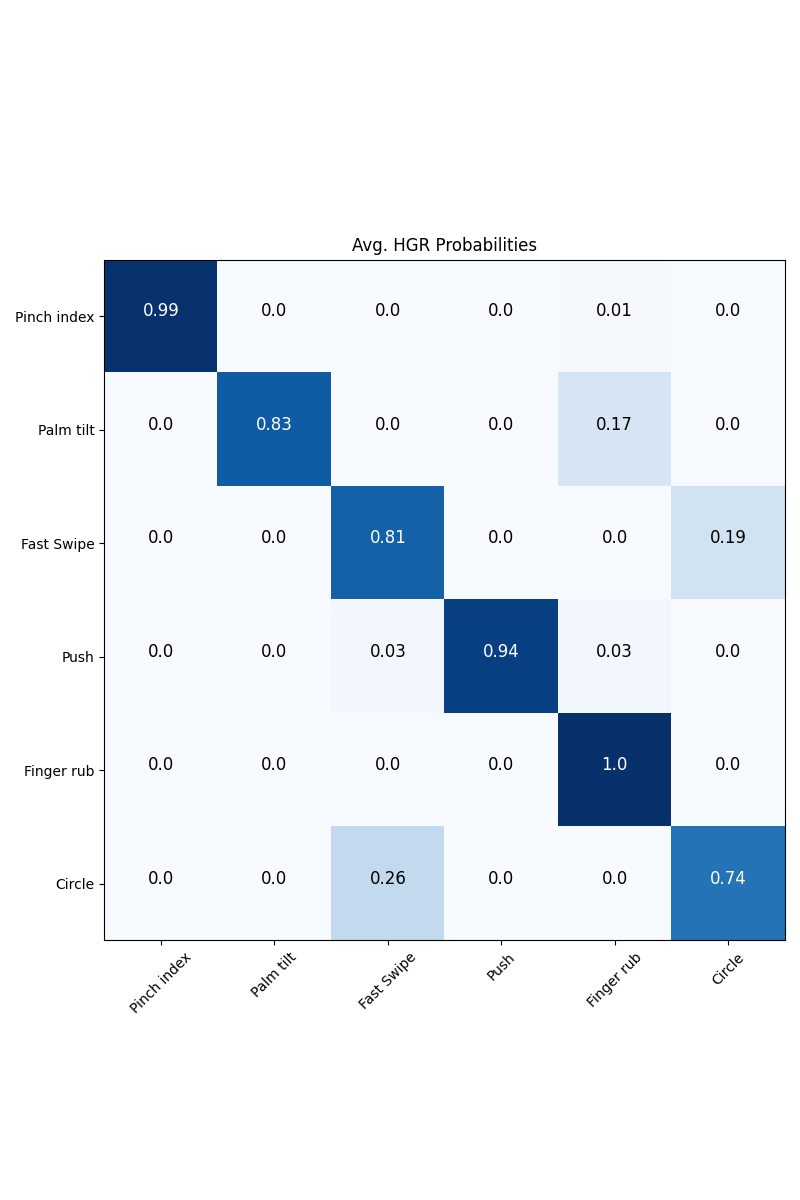 Avg. HGR Probabilities
Pinch index 0.99 0.0 0.0 0.0 0.01 0.0
Palm tilt 0.0 0.83 0.0 0.0 0.17 0.0
Fast Swipe 0.0 0.0 0.81 0.0 0.0 0.19
Push 0.0 0.0 0.03 0.94 0.03 0.0
Finger rub 0.0 0.0 0.0 0.0 1.0 0.0
Circle 0.0 0.0 0.26 0.0 0.0 0.74
Pinch index Palm tilt Fast Swipe Push Finger rub Circle